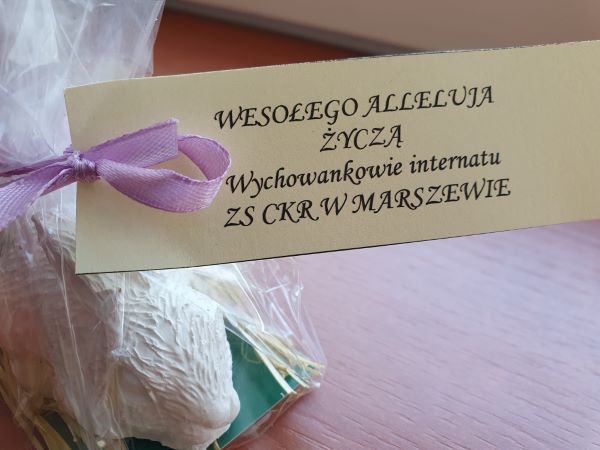 WESOŁEGO ALLELUJA
ŻYCZĄ
Wychowankowie internatu
ZS CKR W MARSZEWIE